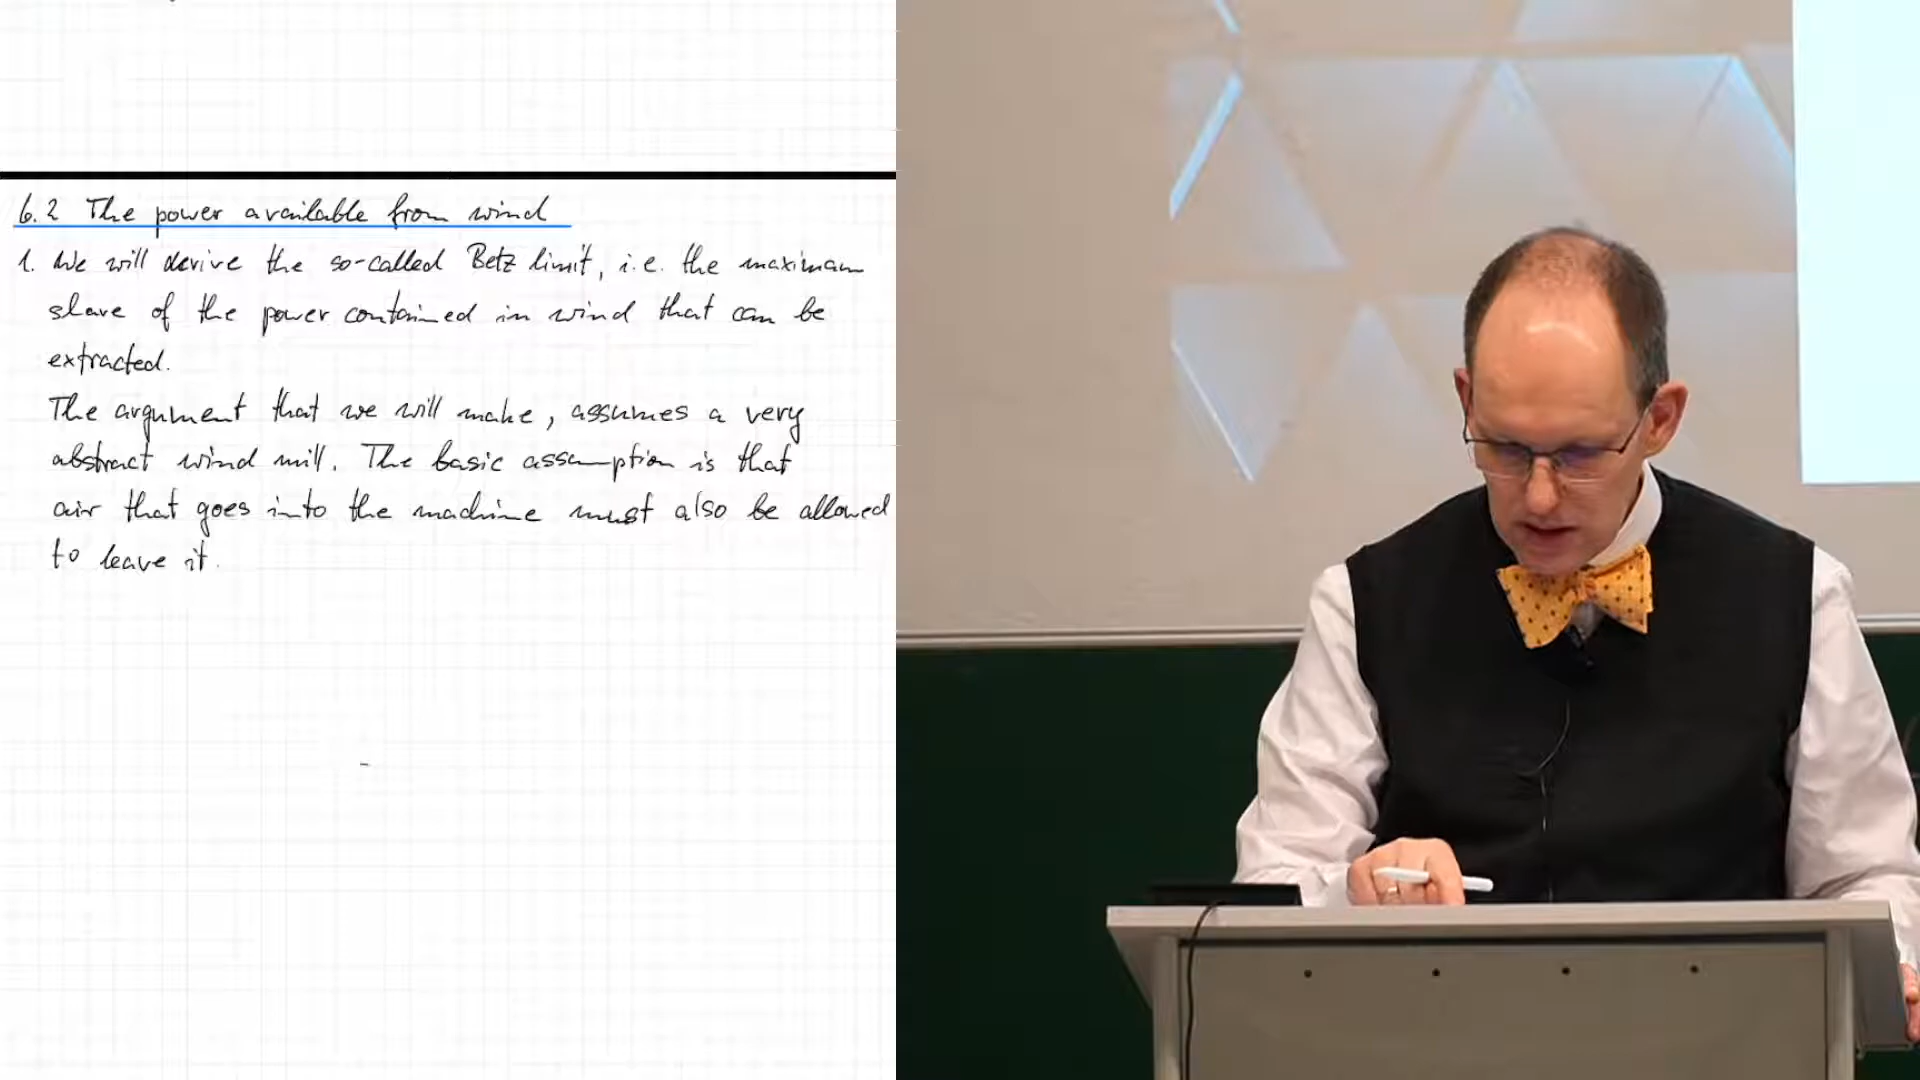 6.2 The power available from wind
1. We will derive the so-called Betz limit, i.e. the maximum
share of the power contained in wind that can be
extracted.
The argument that we will make, assumes a very
abstract wind mill. The basic assumption is that
air that goes into the machine must also be allowed
to leave it.